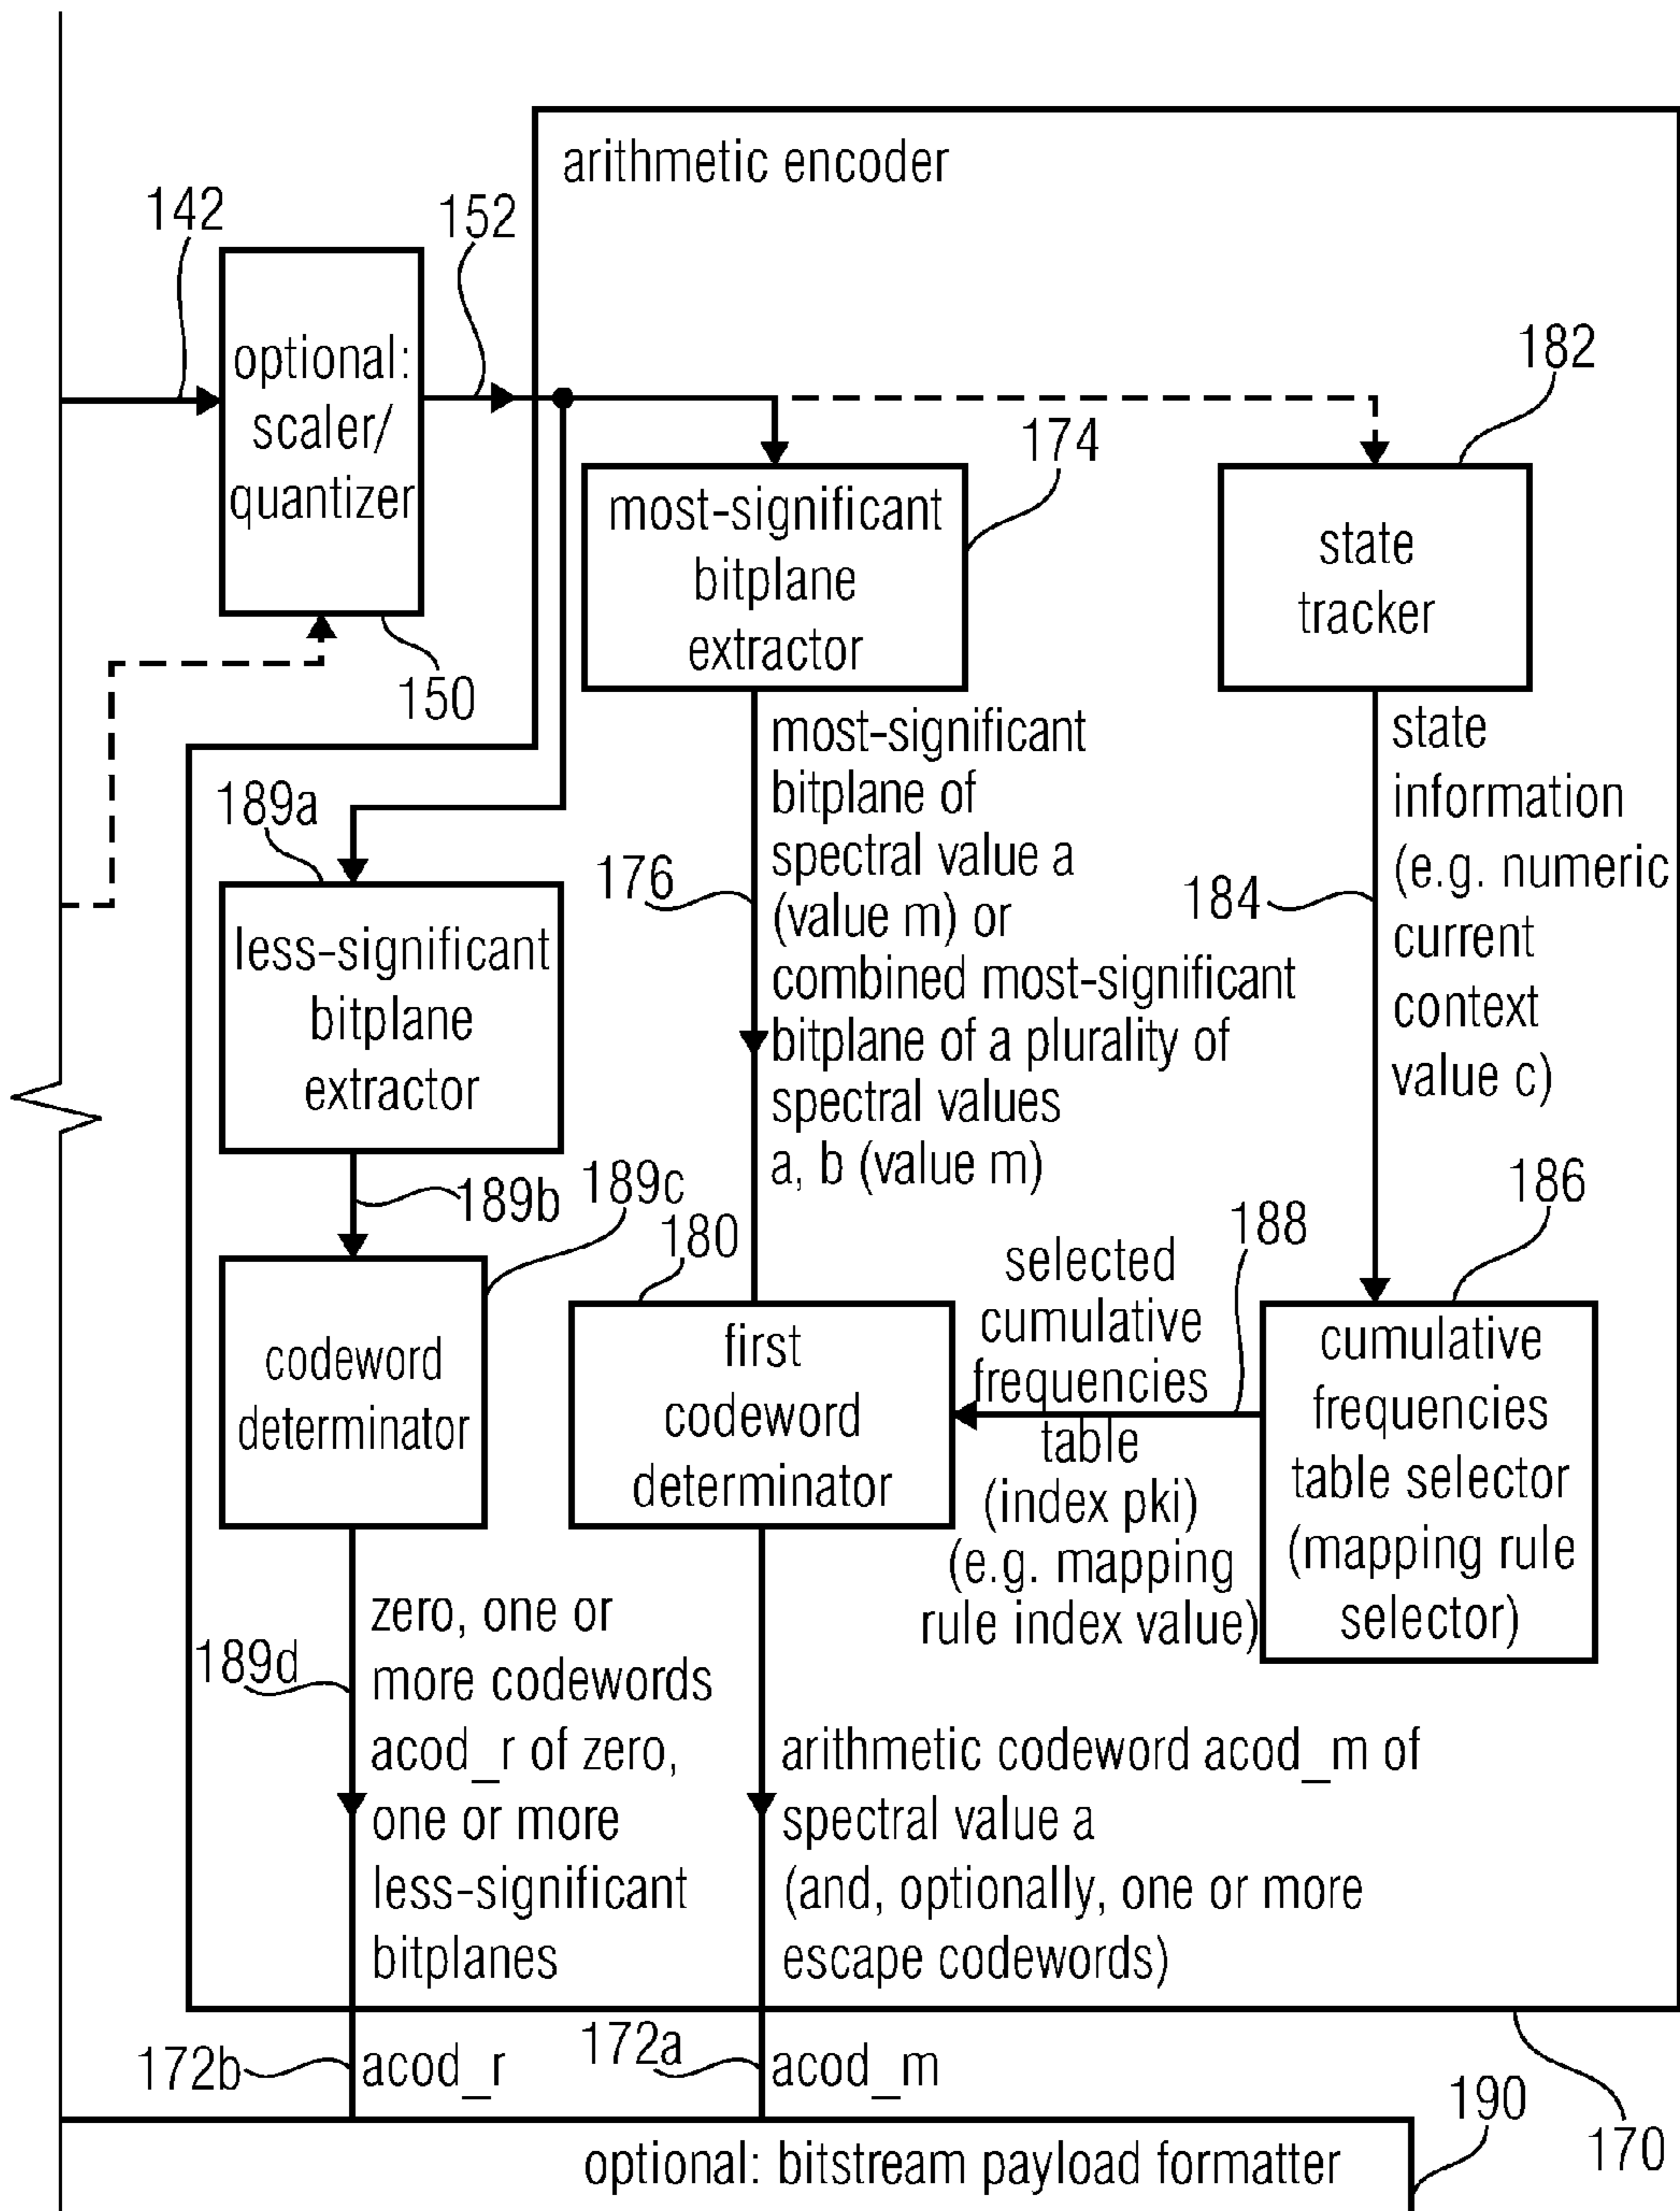 arithmetic encoder
142
152
optional:
scaler/
quantizer
150
182
174
most-significant
bitplane
extractor
state
tracker
189a
less-significant
bitplane
extractor
176
most-significant
bitplane of
spectral value a
(value m) or
combined most-significant
bitplane of a plurality of
spectral values
a, b (value m)
184
state
information
(e.g. numeric
current
context
value c)
189b
189c
180
188
186
codeword
determinator
first
codeword
determinator
selected
cumulative
frequencies
table
(index pki)
(e.g. mapping
rule index value)
cumulative
frequencies
table selector
(mapping rule
selector)
189d
zero, one or
more codewords
acod_r of zero,
one or more
less-significant
bitplanes
arithmetic codeword acod_m of
spectral value a
(and, optionally, one or more
escape codewords)
172b
acod_r
172a
acod_m
190
170
optional: bitstream payload formatter